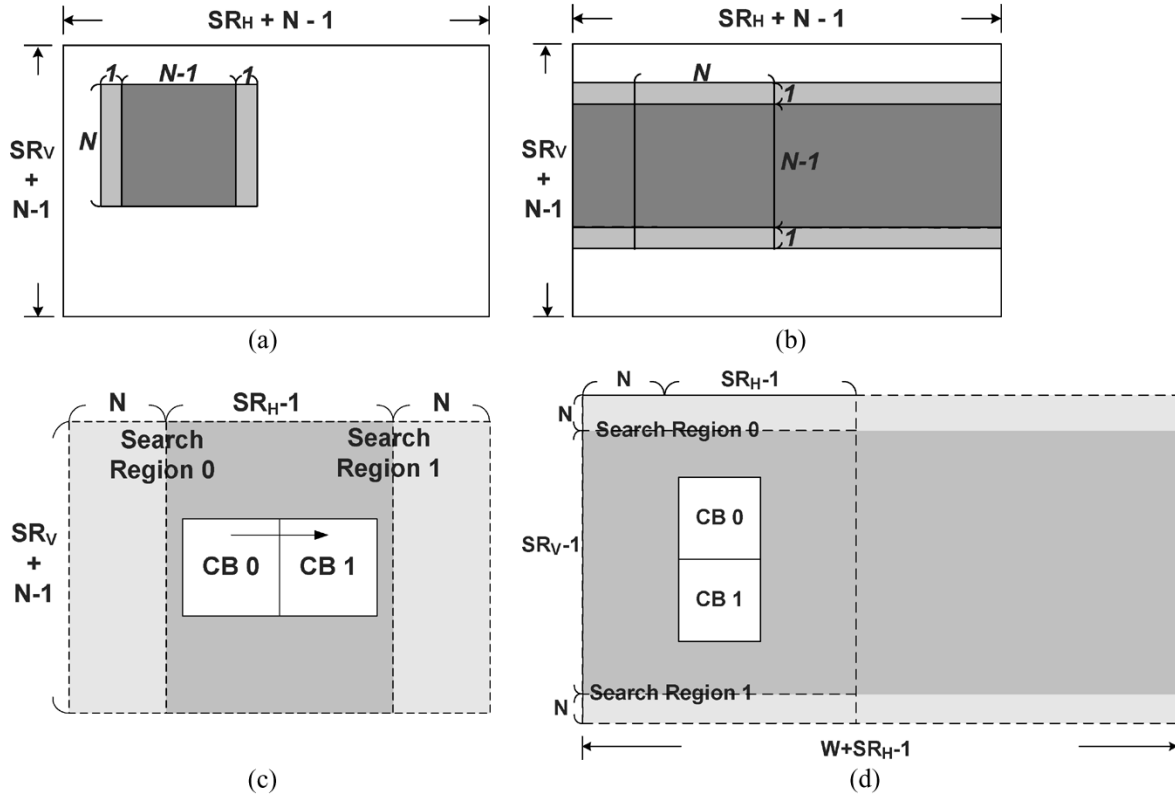 SRH + N - 1
SRV
+
N-1
1
N-1
1
N
(a)
SRH + N - 1
SRV
+
N-1
N
1
N-1
1
(b)
N
SRH-1
N
Search
Region 0
Search
Region 1
SRV
+
N-1
CB 0
CB 1
(c)
N
SRH-1
N
Search Region 0
SRV-1
CB 0
CB 1
N
Search Region 1
W+SRH-1
(d)